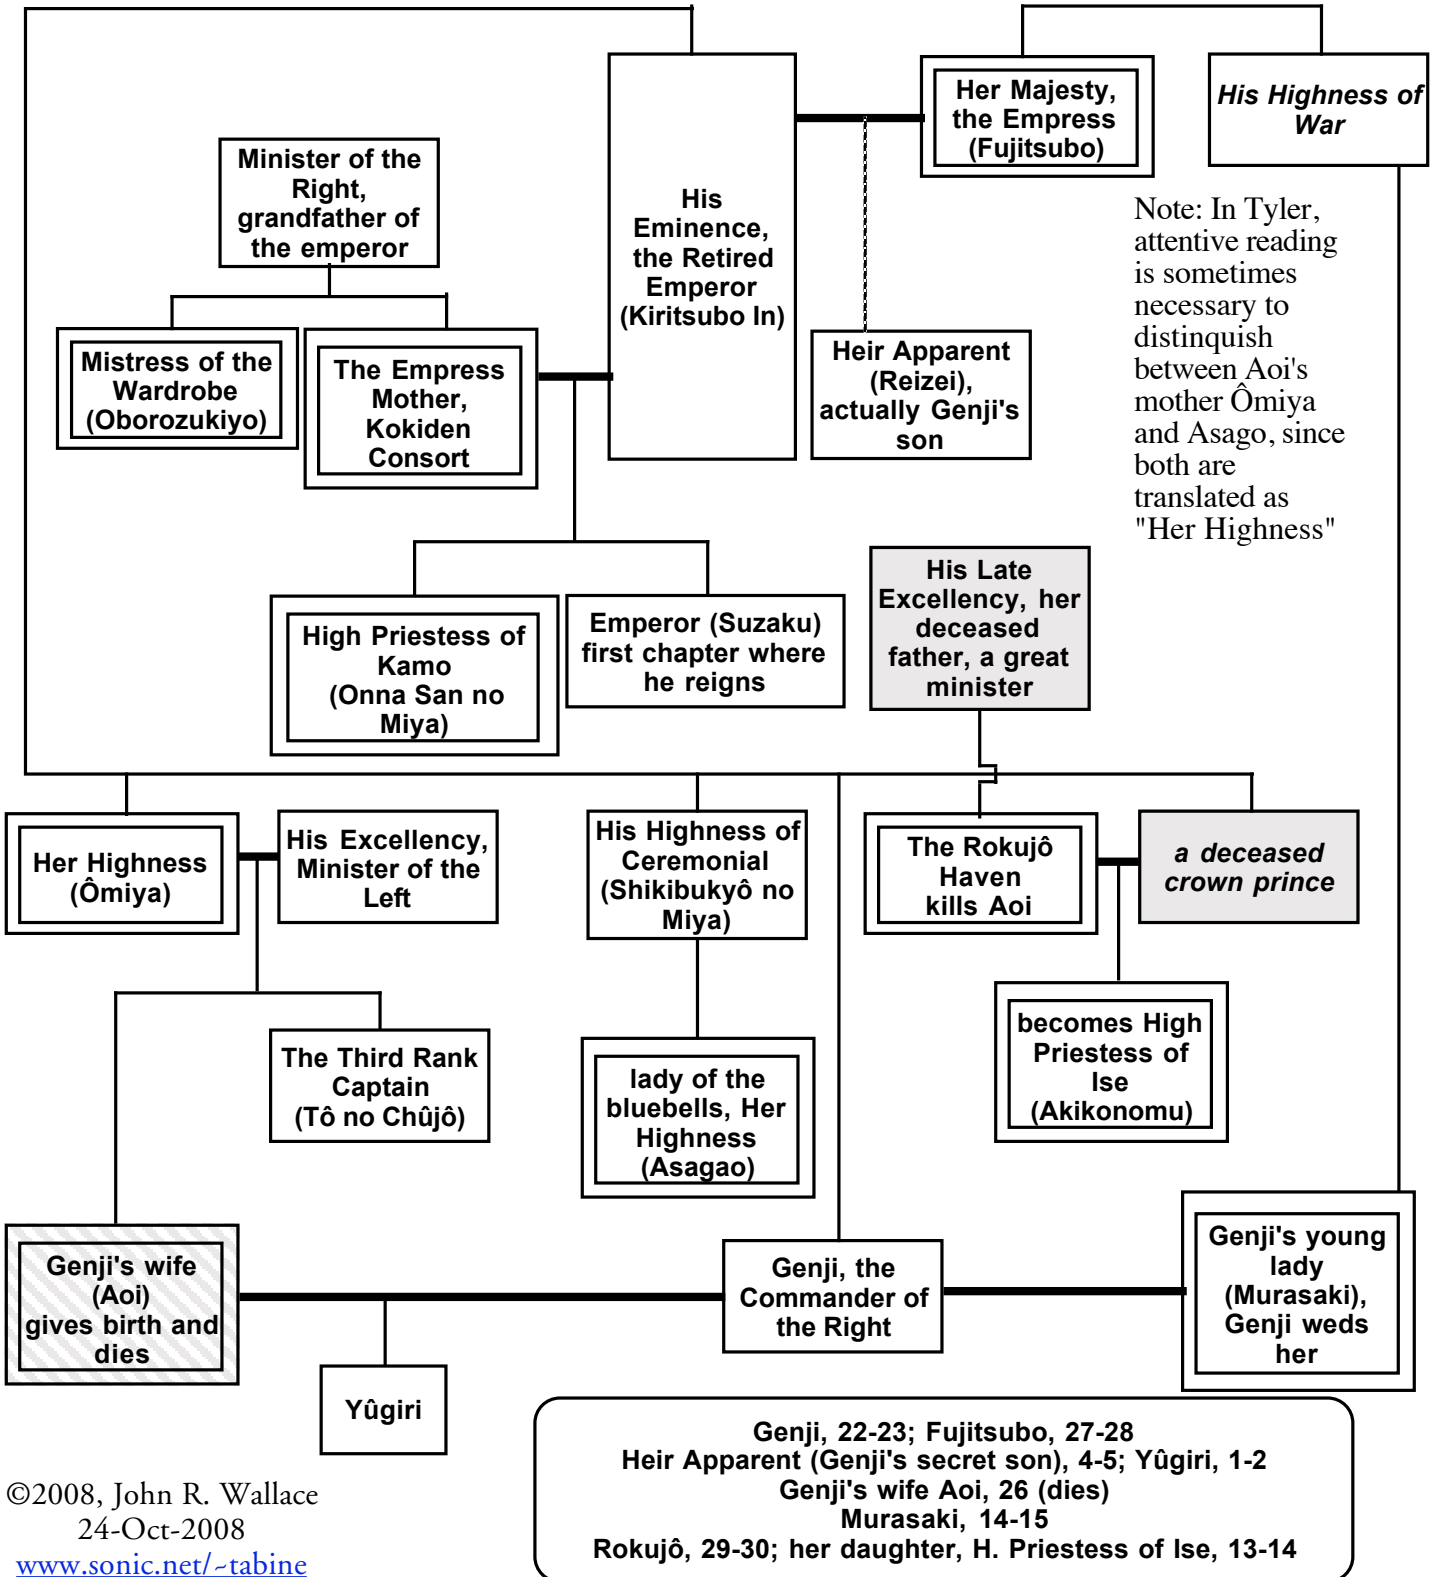 Her Majesty,
the Empress
(Fujitsubo)
His Highness of
War
Minister of the
Right,
grandfather of
the emperor
His
Eminence,
the Retired
Emperor
(Kiritsubo In)
Note: In Tyler,
attentive reading
is sometimes
necessary to
distinquish
between Aoi's
mother Ômiya
and Asago, since
both are
translated as
"Her Highness"
Mistress of the
Wardrobe
(Oborozukiyo)
The Empress
Mother,
Kokiden
Consort
Heir Apparent
(Reizei),
actually Genji's
son
High Priestess of
Kamo
(Onna San no
Miya)
Emperor (Suzaku)
first chapter where
he reigns
His Late
Excellency, her
deceased
father, a great
minister
Her Highness
(Ômiya)
His Excellency,
Minister of the
Left
His Highness of
Ceremonial
(Shikibukyô no
Miya)
The Rokujô
Haven
kills Aoi
a deceased
crown prince
The Third Rank
Captain
(Tô no Chûjô)
lady of the
bluebells, Her
Highness
(Asagao)
becomes High
Priestess of
Ise
(Akikonomu)
Genji's wife
(Aoi)
gives birth and
dies
Genji, the
Commander of
the Right
Genji's young
lady
(Murasaki),
Genji weds
her
Yûgiri
Genji, 22-23; Fujitsubo, 27-28
Heir Apparent (Genji's secret son), 4-5; Yûgiri, 1-2
Genji's wife Aoi, 26 (dies)
Murasaki, 14-15
Rokujô, 29-30; her daughter, H. Priestess of Ise, 13-14
©2008, John R. Wallace
24-Oct-2008
www.sonic.net/~tabine